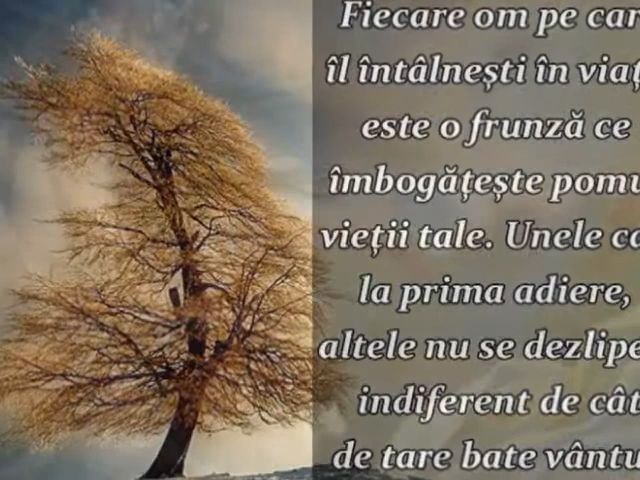 Fiecare om pe car
îl întâlnești în viaț
este o frunză ce
îmbogățește pomu
vieții tale. Unele ca
la prima adiere,
altele nu se dezlipe
indiferent de cât
de tare bate vântu